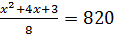 x²+4x+3
8
= 820